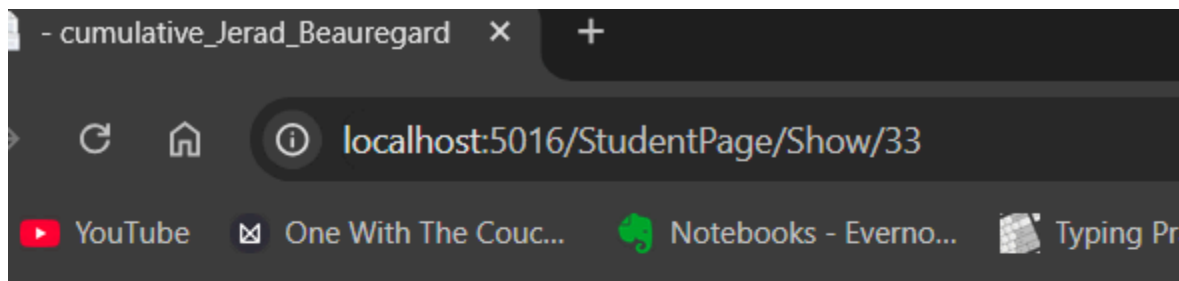 - cumulative_Jerad_Beauregard
localhost:5016/StudentPage/Show/33
YouTube One With The Couc... Notebooks - Everno... Typing Pr